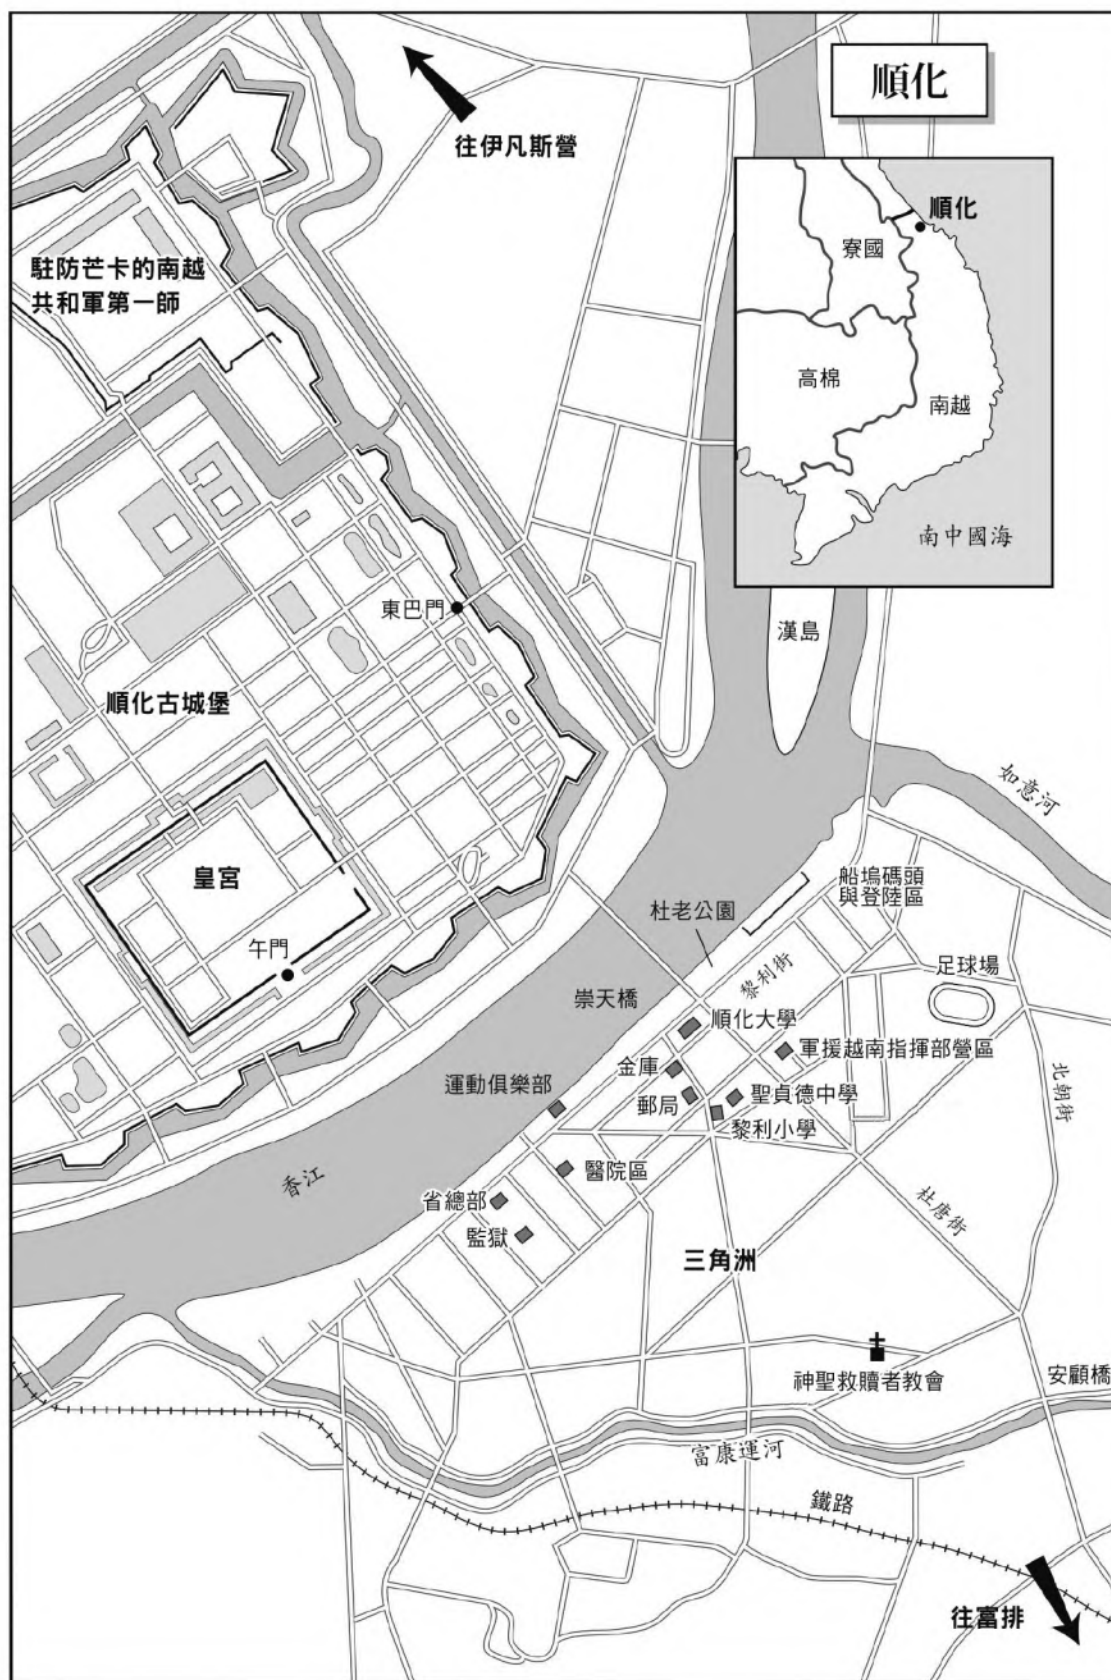 順化
往伊凡斯營
順化
寮國
高棉
南越
南中國海
駐防芒卡的南越
共和軍第一師
東巴門
漢島
順化古城堡
如意河
皇宮
船塢碼頭
與登陸區
杜老公園
午門
黎利街
足球場
崇天橋
順化大學
軍援越南指揮部營區
金庫
運動俱樂部
郵局
聖貞德中學
北朝街
黎利小學
香江
醫院區
杜唐街
省總部
監獄
三角洲
神聖救贖者教會
安顧橋
富康運河
鐵路
往富排